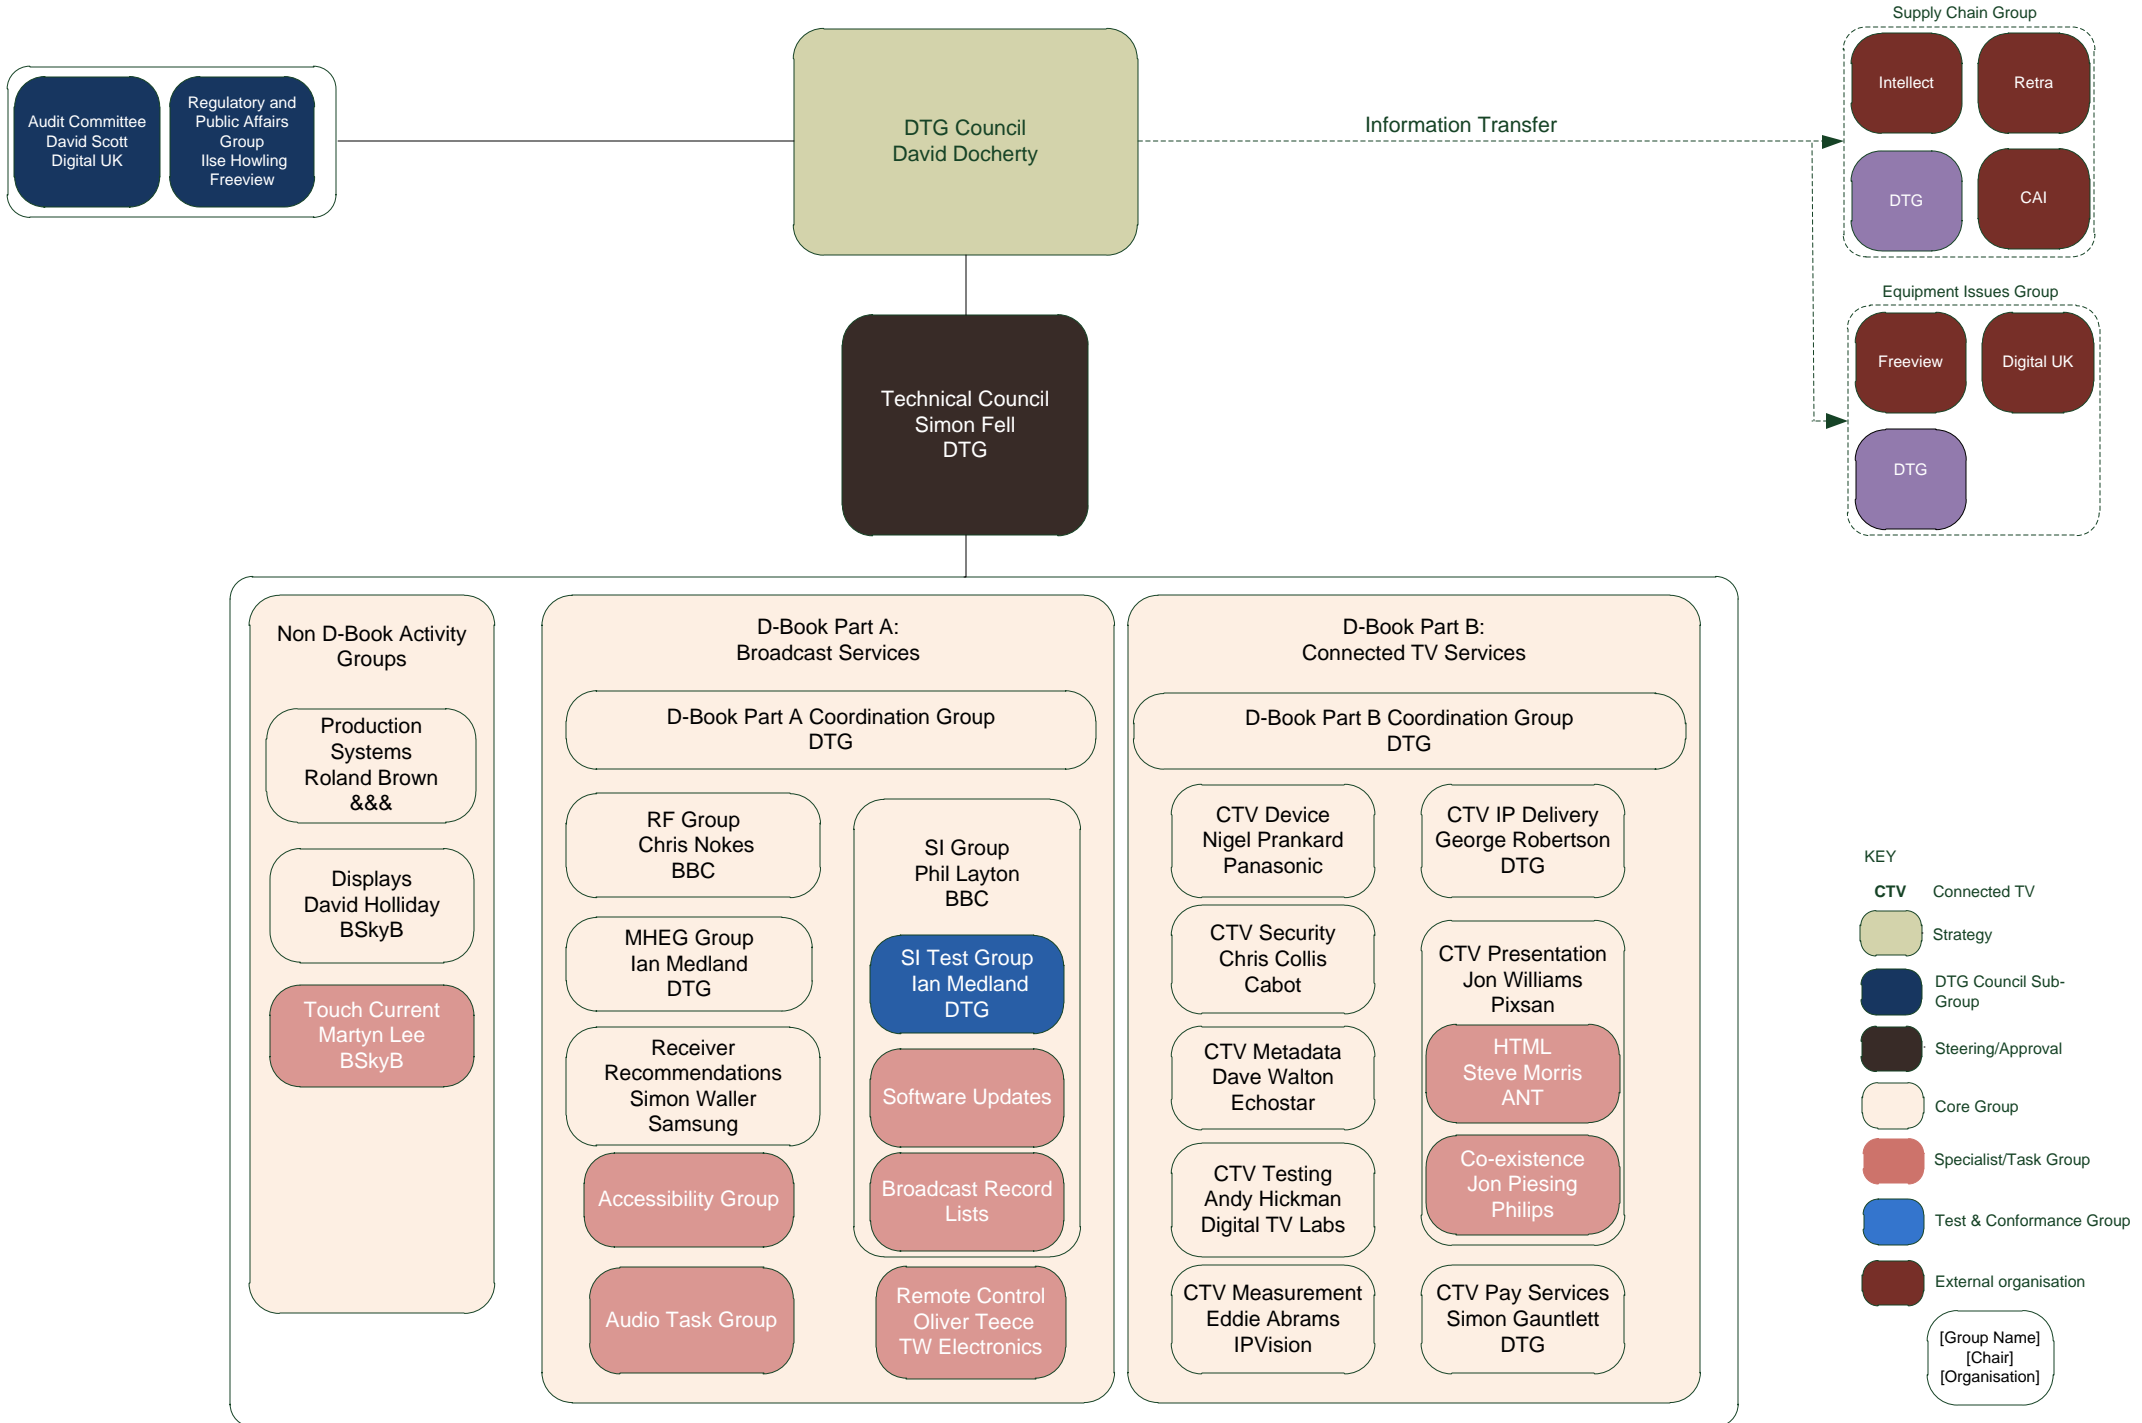 Supply Chain Group
Intellect
Retra
DTG
CAI
Audit Committee
David Scott
Digital UK
Regulatory and
Public Affairs
Group
Ilse Howling
Freeview
DTG Council
David Docherty
Information Transfer
Equipment Issues Group
Freeview
Digital UK
DTG
Technical Council
Simon Fell
DTG
Non D-Book Activity
Groups
Production
Systems
Roland Brown
&&&
Displays
David Holliday
BSkyB
Touch Current
Martyn Lee
BSkyB
D-Book Part A:
Broadcast Services
D-Book Part A Coordination Group
DTG
RF Group
Chris Nokes
BBC
MHEG Group
Ian Medland
DTG
Receiver
Recommendations
Simon Waller
Samsung
Accessibility Group
Audio Task Group
SI Group
Phil Layton
BBC
SI Test Group
Ian Medland
DTG
Software Updates
Broadcast Record
Lists
Remote Control
Oliver Teece
TW Electronics
D-Book Part B:
Connected TV Services
D-Book Part B Coordination Group
DTG
CTV Device
Nigel Prankard
Panasonic
CTV Security
Chris Collis
Cabot
CTV Metadata
Dave Walton
Echostar
CTV Testing
Andy Hickman
Digital TV Labs
CTV Measurement
Eddie Abrams
IPVision
CTV IP Delivery
George Robertson
DTG
CTV Presentation
Jon Williams
Pixsan
HTML
Steve Morris
ANT
Co-existence
Jon Piesing
Philips
CTV Pay Services
Simon Gauntlett
DTG
KEY
CTV Connected TV
Strategy
DTG Council Sub-
Group
Steering/Approval
Core Group
Specialist/Task Group
Test & Conformance Group
External organisation
[Group Name]
[Chair]
[Organisation]